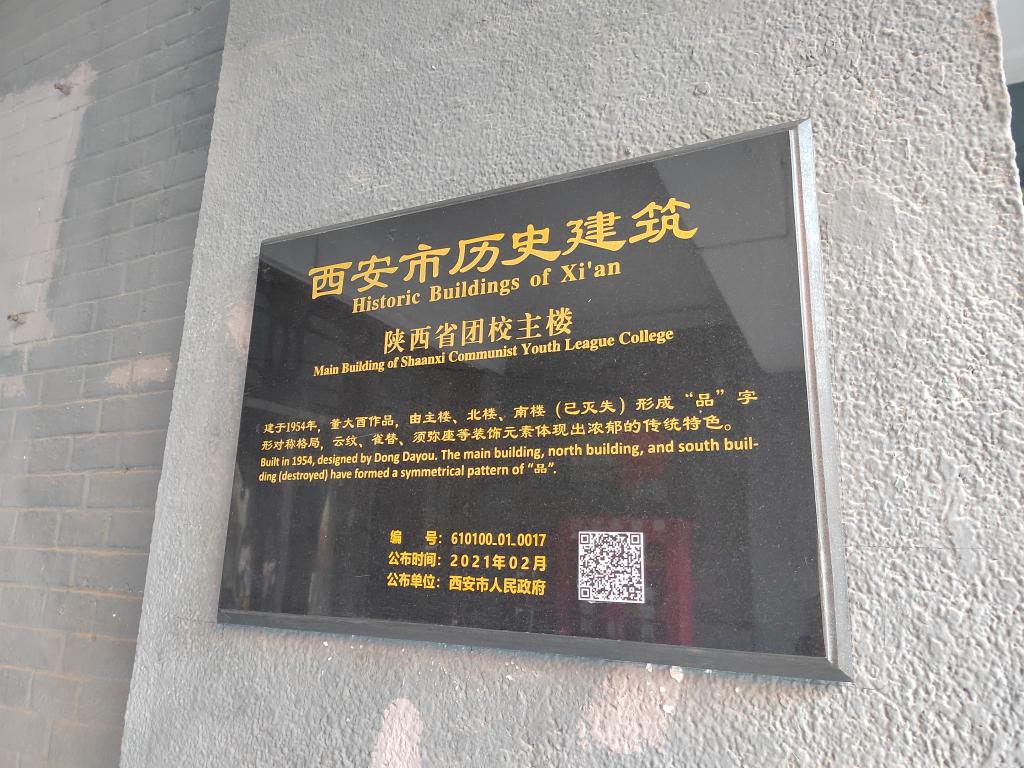 西安市历史建筑
Historic Buildings of Xi'an
陕西省团校主楼
Main Building of Shaanxi Communist Youth League College
建于1954年，董大酉作品，由主楼、北楼、南楼（已灭失）形成“品”字
形对称格局，云纹、雀替、须弥座等装饰元素体现出浓郁的传统特色。
Built in 1954, designed by Dong Dayou. The main building, north building, and south buil-
ding (destroyed) have formed a symmetrical pattern of “品”.
编 号：610100_01_0017
公布时间：2021年02月
公布单位：西安市人民政府